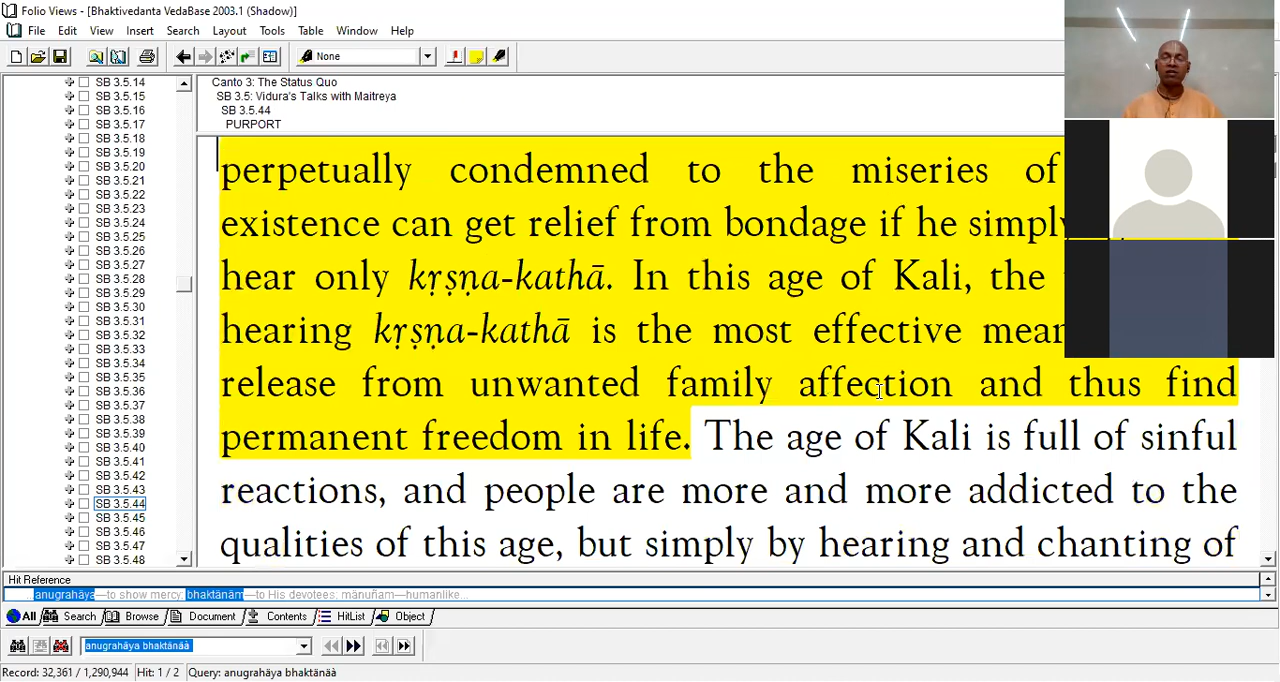 Folio Views - [Bhaktivedanta VedaBase 2003.1 (Shadow)]
File Edit View Insert Search Layout Tools Table Window Help
None
SB 3.5.14
SB 3.5.15
SB 3.5.16
SB 3.5.17
SB 3.5.18
SB 3.5.19
SB 3.5.20
SB 3.5.21
SB 3.5.22
SB 3.5.23
SB 3.5.24
SB 3.5.25
SB 3.5.26
SB 3.5.27
SB 3.5.28
SB 3.5.29
SB 3.5.30
SB 3.5.31
SB 3.5.32
SB 3.5.33
SB 3.5.34
SB 3.5.35
SB 3.5.36
SB 3.5.37
SB 3.5.38
SB 3.5.39
SB 3.5.40
SB 3.5.41
SB 3.5.42
SB 3.5.43
SB 3.5.44
SB 3.5.45
SB 3.5.46
SB 3.5.47
SB 3.5.48
Canto 3: The Status Quo
SB 3.5: Vidura's Talks with Maitreya
SB 3.5.44
PURPORT
perpetually condemned to the miseries of
existence can get relief from bondage if he simply
hear only kṛṣṇa-kathā. In this age of Kali, the
hearing kṛṣṇa-kathā is the most effective
release from unwanted family affection and thus find
permanent freedom in life. The age of Kali is full of sinful
reactions, and people are more and more addicted to the
qualities of this age, but simply by hearing and chanting of
Hit Reference
...anugrahäya—to show mercy; bhaktänäm—to His devotees; mänuñam—humanlike...
All Search Browse Document Contents HitList Object
anugrahäya bhaktänää
Record: 32,361 / 1,290,944 Hit: 1 / 2 Query: anugrahäya bhaktänää